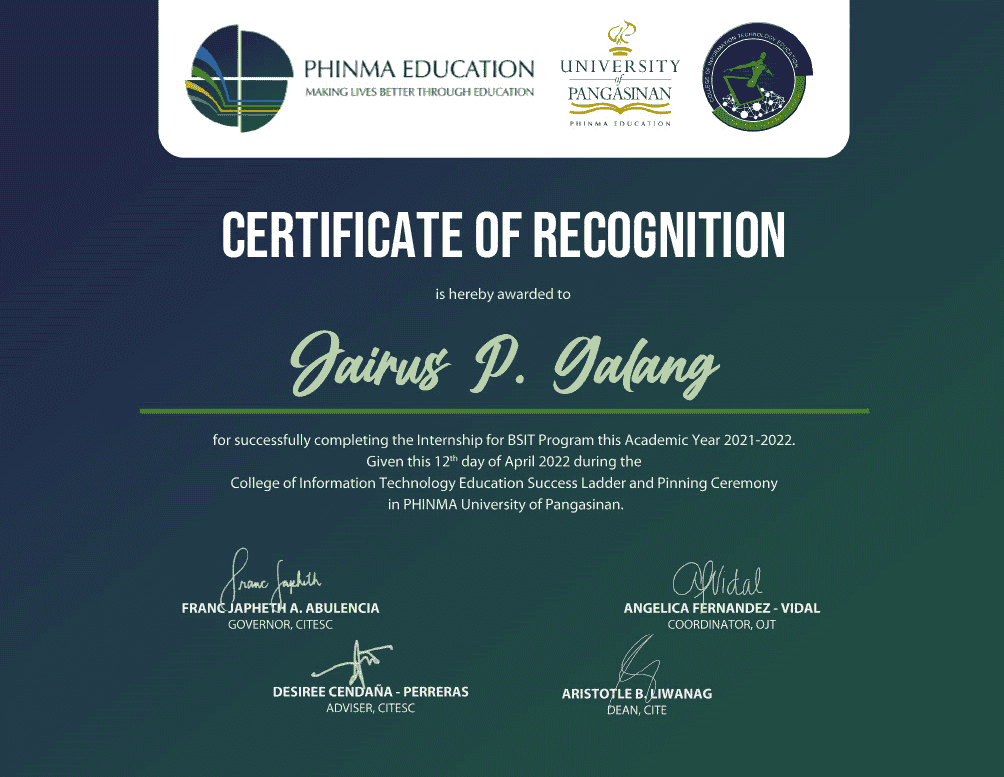 PHINMA EDUCATION
MAKING LIVES BETTER THROUGH EDUCATION
UNIVERSITY
of
PANGASINAN
PHINMA EDUCATION
COLLEGE OF INFORMATION TECHNOLOGY EDUCATION
CERTIFICATE OF RECOGNITION
is hereby awarded to
Jairus P. Galang
for successfully completing the Internship for BSIT Program this Academic Year 2021-2022.
Given this 12th day of April 2022 during the
College of Information Technology Education Success Ladder and Pinning Ceremony
in PHINMA University of Pangasinan.
Franc Japheth
FRANC JAPHETH A. ABULENCIA
GOVERNOR, CITESC
AVidal
ANGELICA FERNANDEZ - VIDAL
COORDINATOR, OJT
DESIREE CENDAÑA - PERRERAS
ADVISER, CITESC
ARISTOTLE B. LIWANAG
DEAN, CITE